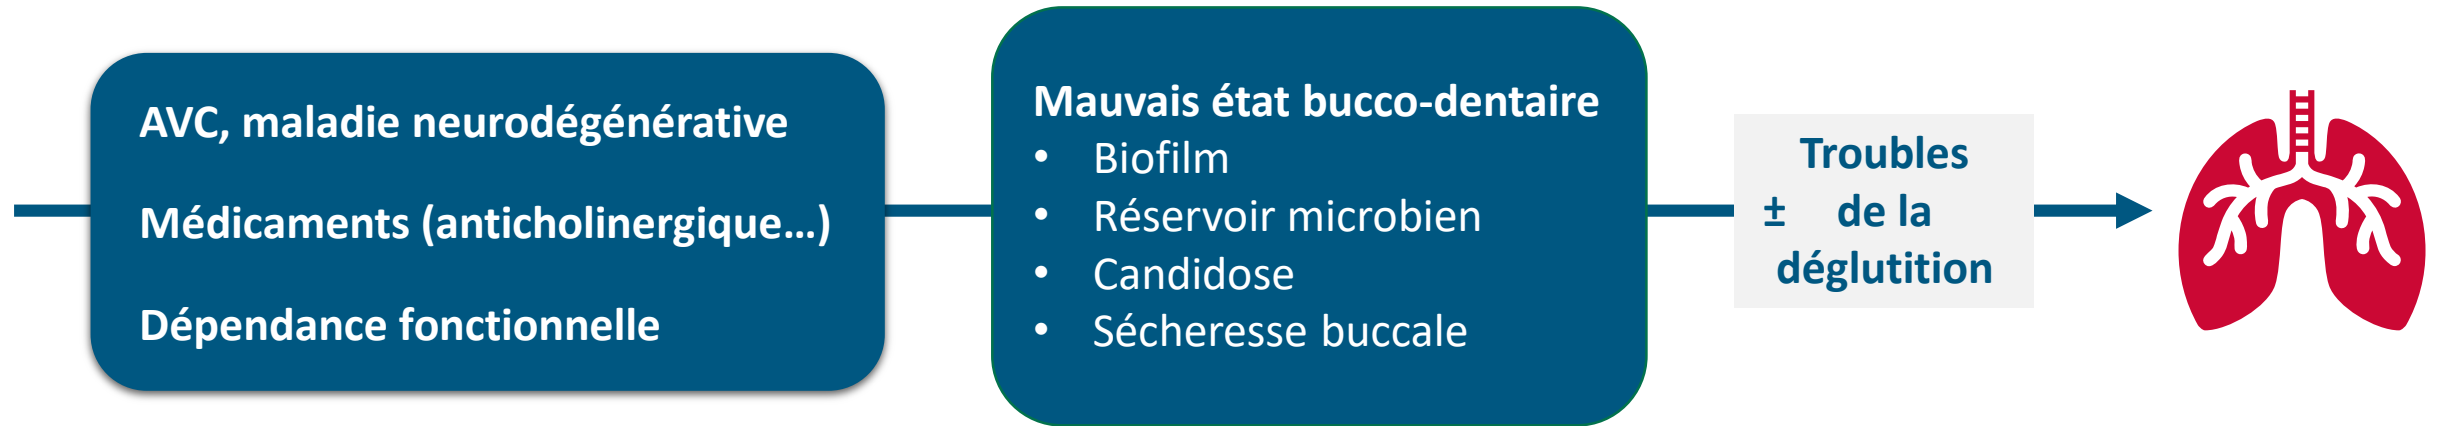 AVC, maladie neurodégénérative
Médicaments (anticholinergique...)
Dépendance fonctionnelle
Mauvais état bucco-dentaire
• Biofilm
• Réservoir microbien
• Candidose
• Sécheresse buccale
Troubles
± de la
déglutition